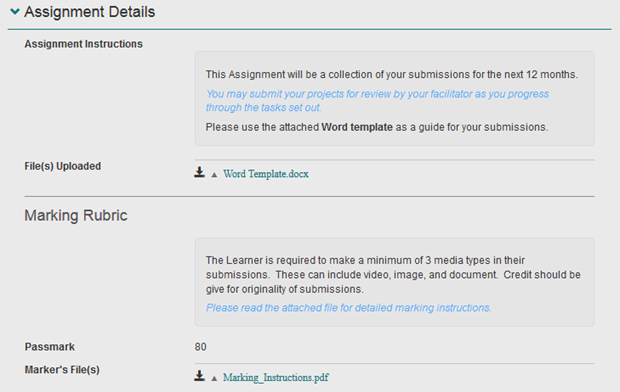 Assignment Details
Assignment Instructions
This Assignment will be a collection of your submissions for the next 12 months.
You may submit your projects for review by your facilitator as you progress
through the tasks set out.
Please use the attached Word template as a guide for your submissions.
File(s) Uploaded
Word Template.docx
Marking Rubric
The Learner is required to make a minimum of 3 media types in their
submissions. These can include video, image, and document. Credit should be
give for originality of submissions.
Please read the attached file for detailed marking instructions.
Passmark
80
Marker's File(s)
Marking_Instructions.pdf